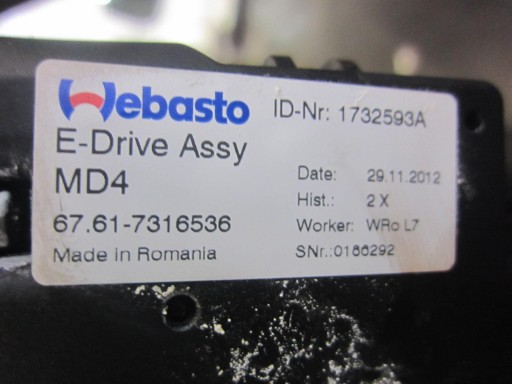 Webasto
ID-Nr: 1732593A
E-Drive Assy
MD4
67.61-7316536
Made in Romania
Date: 29.11.2012
Hist.: 2 X
Worker: WRo L7
SNr.:0186292